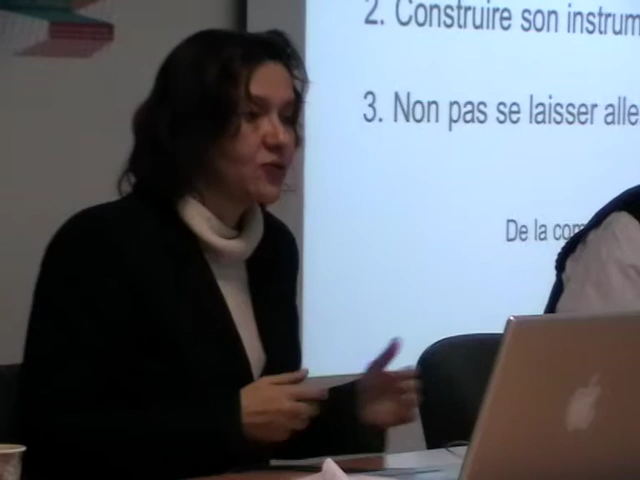 2. Construire son instrum
3. Non pas se laisser alle
De la com